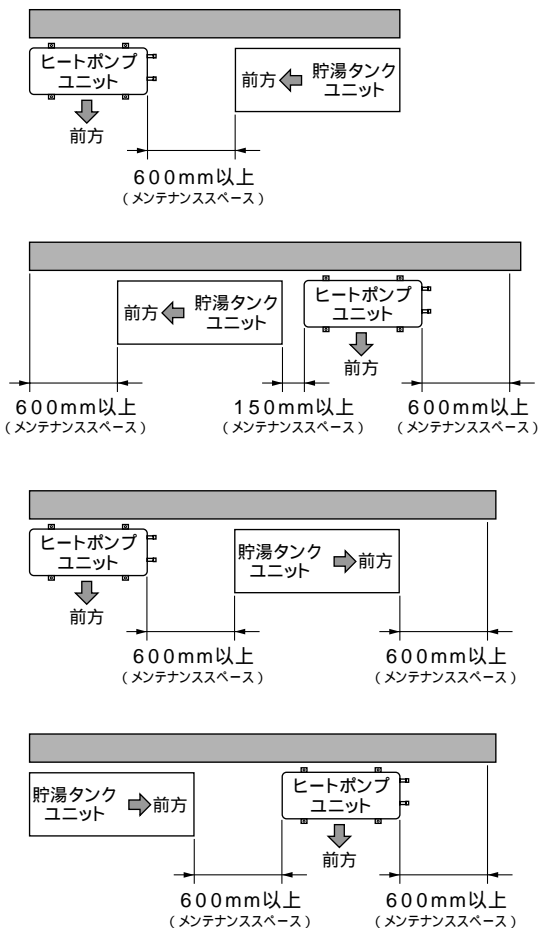 ヒートポンプ
ユニット
前方
前方
貯湯タンク
ユニット
600mm以上
(メンテナンススペース)
前方
貯湯タンク
ユニット
ヒートポンプ
ユニット
前方
600mm以上
(メンテナンススペース)
150mm以上
(メンテナンススペース)
600mm以上
(メンテナンススペース)
ヒートポンプ
ユニット
前方
貯湯タンク
ユニット
前方
600mm以上
(メンテナンススペース)
600mm以上
(メンテナンススペース)
貯湯タンク
ユニット
前方
ヒートポンプ
ユニット
前方
600mm以上
(メンテナンススペース)
600mm以上
(メンテナンススペース)